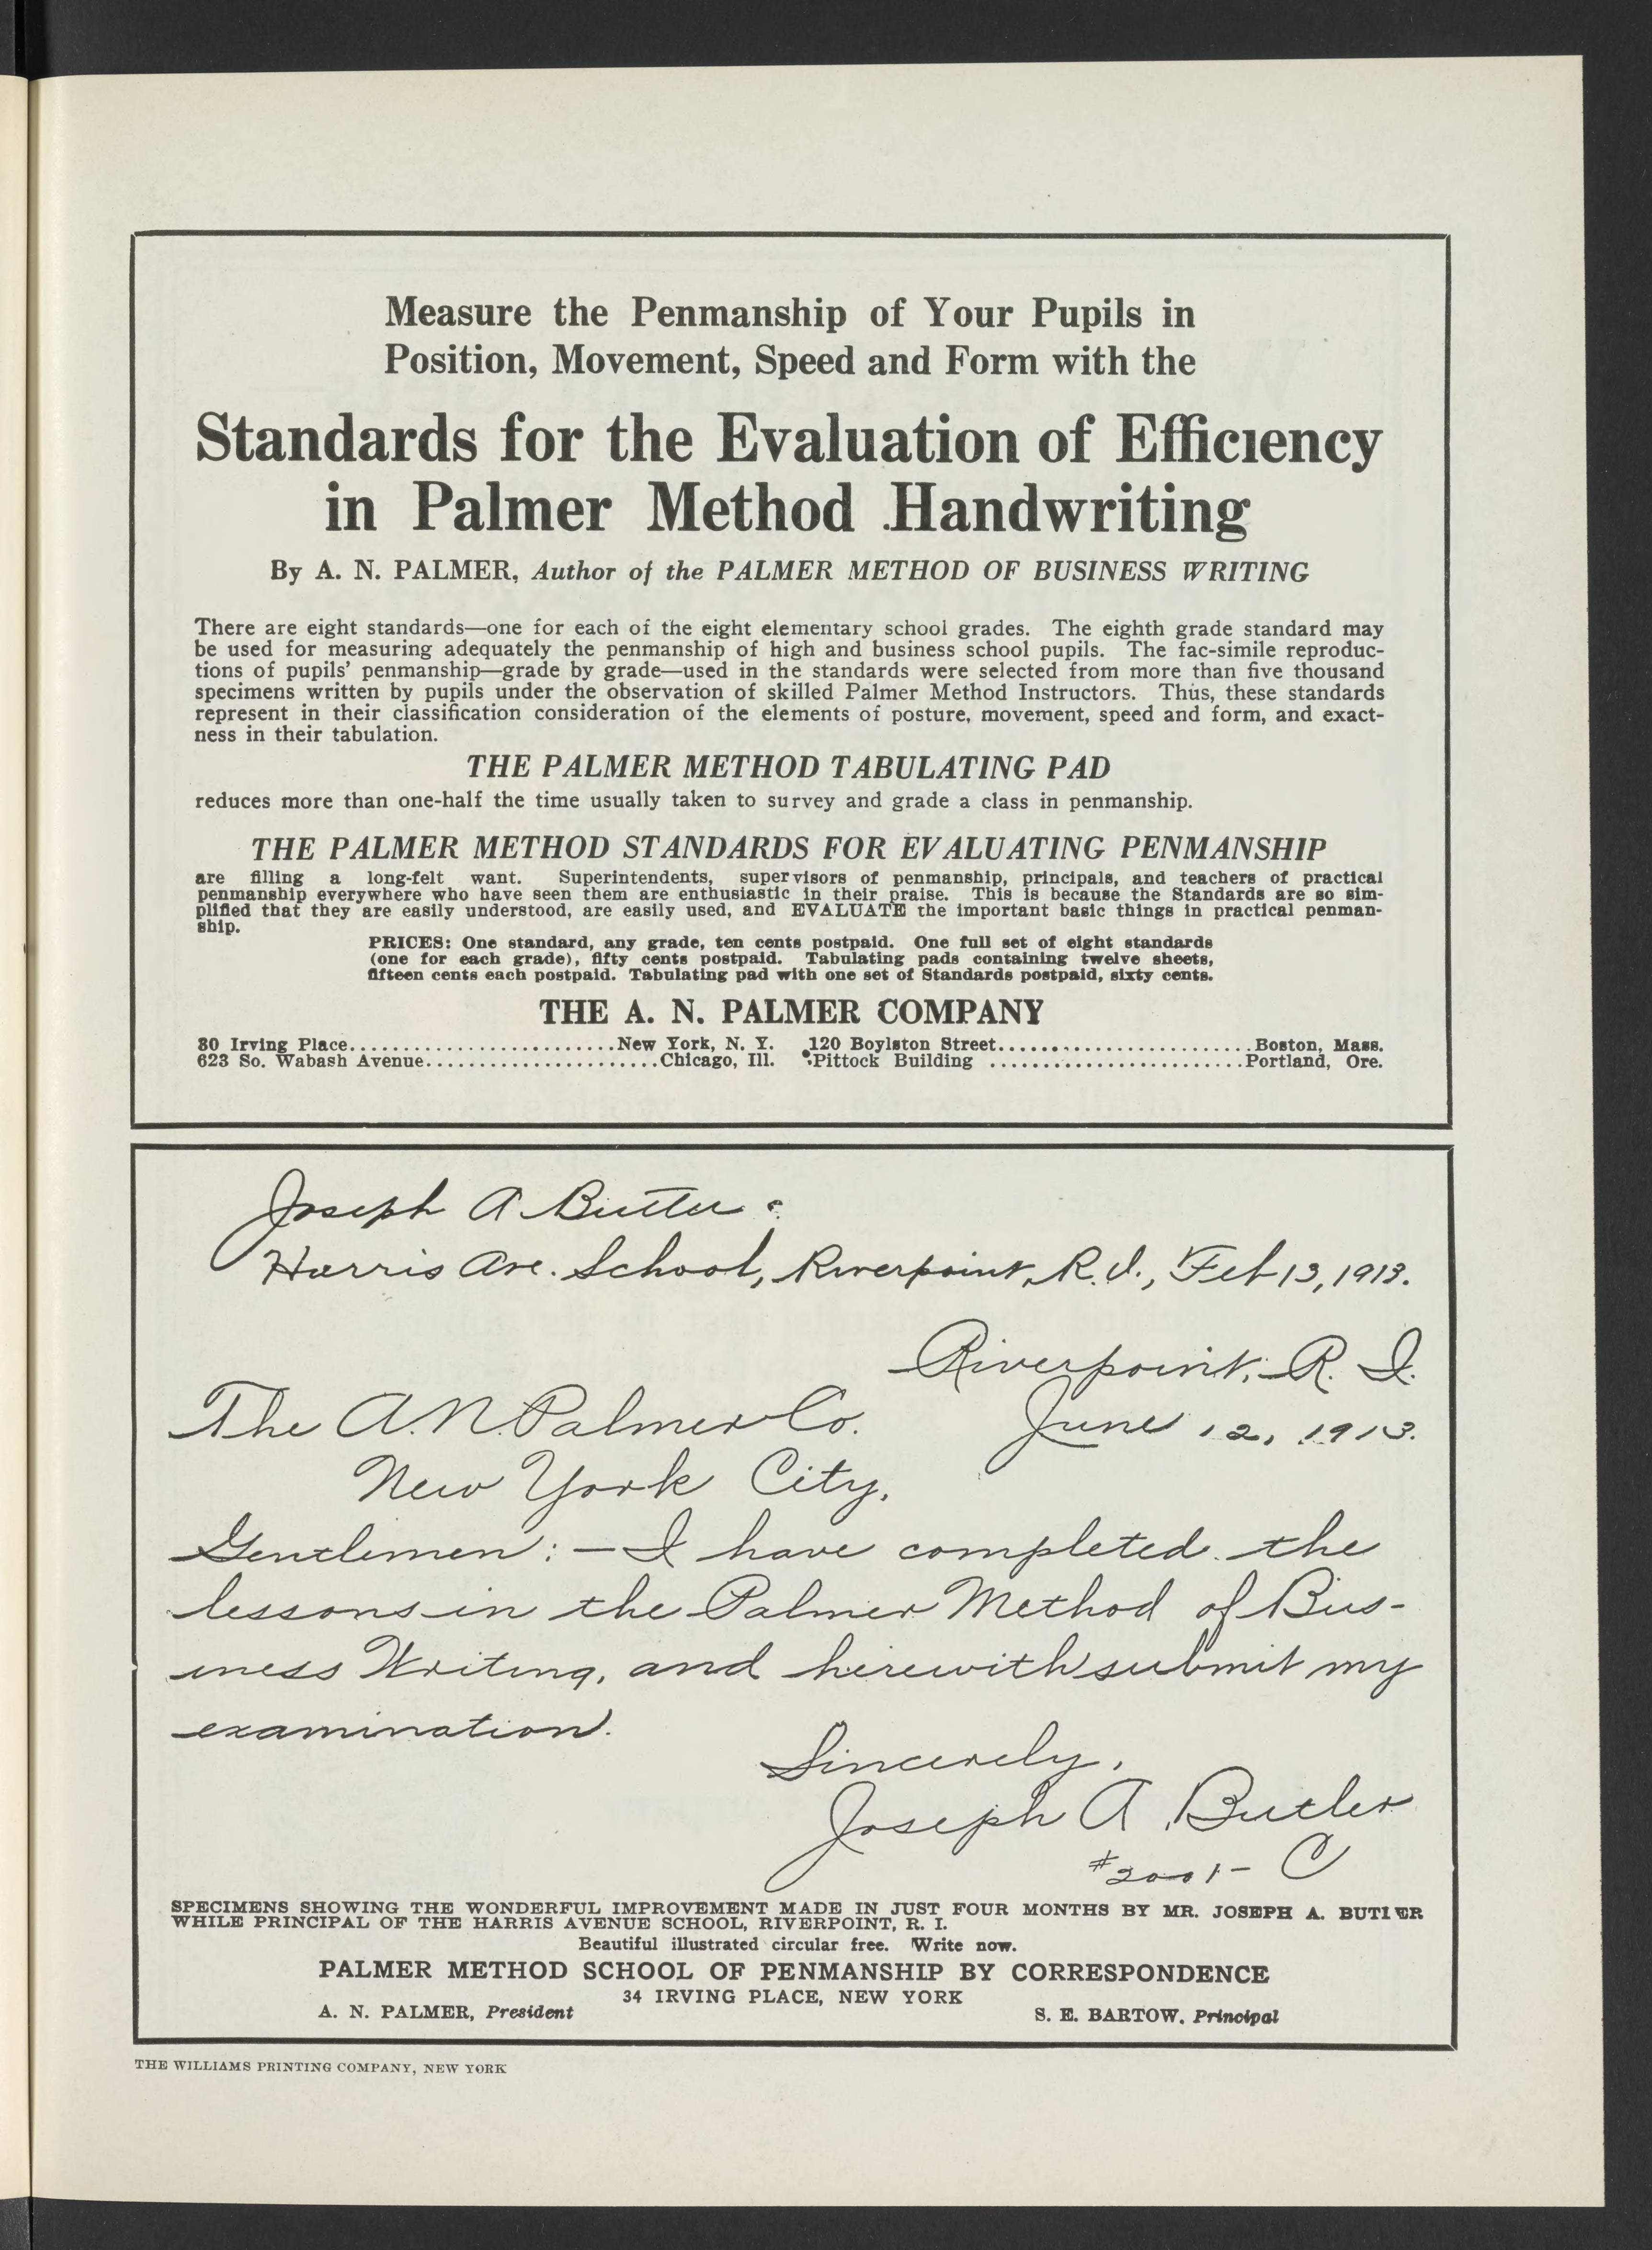 Measure the Penmanship of Your Pupils in
Position, Movement, Speed and Form with the
Standards for the Evaluation of Efficiency
in Palmer Method Handwriting
By A. N. PALMER, Author of the PALMER METHOD OF BUSINESS WRITING
There are eight standards—one for each of the eight elementary school grades. The eighth grade standard may
be used for measuring adequately the penmanship of high and business school pupils. The fac-simile reproduc-
tions of pupils' penmanship—grade by grade—used in the standards were selected from more than five thousand
specimens written by pupils under the observation of skilled Palmer Method Instructors. Thus, these standards
represent in their classification consideration of the elements of posture, movement, speed and form, and exact-
ness in their tabulation.
THE PALMER METHOD TABULATING PAD
reduces more than one-half the time usually taken to survey and grade a class in penmanship.
THE PALMER METHOD STANDARDS FOR EVALUATING PENMANSHIP
are filling a long-felt want. Superintendents, supervisors of penmanship, principals, and teachers of practical
penmanship everywhere who have seen them are enthusiastic in their praise. This is because the Standards are so sim-
plified that they are easily understood, are easily used, and EVALUATE the important basic things in practical penman-
ship.
PRICES: One standard, any grade, ten cents postpaid. One full set of eight standards
(one for each grade), fifty cents postpaid. Tabulating pads containing twelve sheets,
fifteen cents each postpaid. Tabulating pad with one set of Standards postpaid, sixty cents.
THE A. N. PALMER COMPANY
30 Irving Place.........................New York, N. Y. 120 Boylston Street........................Boston, Mass.
623 So. Wabash Avenue......................Chicago, Ill. Pittock Building ........................Portland, Ore.
Joseph A Butler.
Harris Ave. School, Riverpoint, R. I., Feb 13, 1913.
Riverpoint, R. I.
The A. N. Palmer Co. June 12, 1913.
New York City,
Gentlemen:—I have completed the
lessons in the Palmer Method of Bus-
iness Writing, and herewith submit my
examination.
Sincerely,
Joseph A. Butler
#2001- C
SPECIMENS SHOWING THE WONDERFUL IMPROVEMENT MADE IN JUST FOUR MONTHS BY MR. JOSEPH A. BUTLER
WHILE PRINCIPAL OF THE HARRIS AVENUE SCHOOL, RIVERPOINT, R. I.
Beautiful illustrated circular free. Write now.
PALMER METHOD SCHOOL OF PENMANSHIP BY CORRESPONDENCE
34 IRVING PLACE, NEW YORK
A. N. PALMER, President S. E. BARTOW, Principal
THE WILLIAMS PRINTING COMPANY, NEW YORK